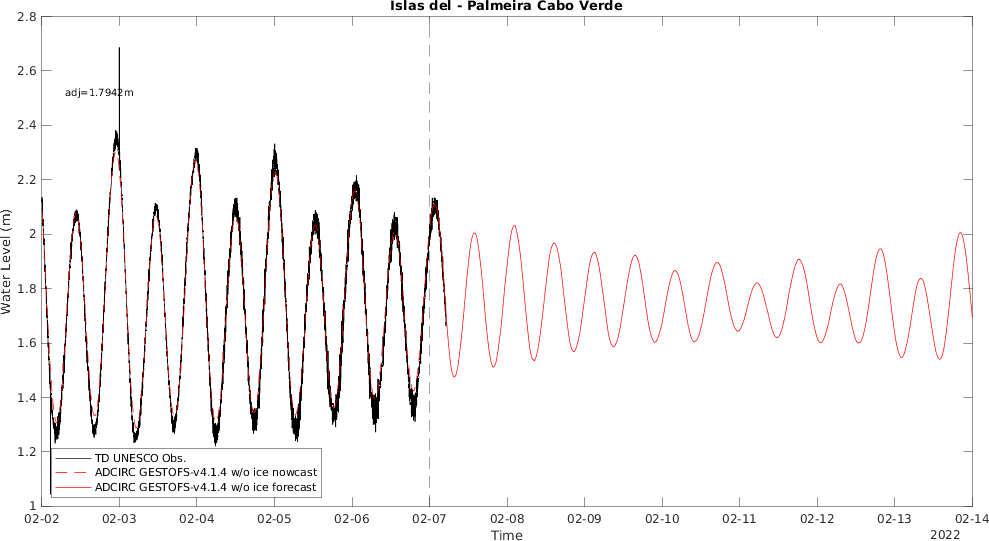 Islas del - Palmeira Cabo Verde
2.8
2.6
adj=1.7942m
2.4
2.2
2
Water Level (m)
1.8
1.6
1.4
1.2
1
TD UNESCO Obs.
ADCIRC GESTOFS-v4.1.4 w/o ice nowcast
ADCIRC GESTOFS-v4.1.4 w/o ice forecast
02-02 02-03 02-04 02-05 02-06 02-07 02-08 02-09 02-10 02-11 02-12 02-13 02-14
Time
2022